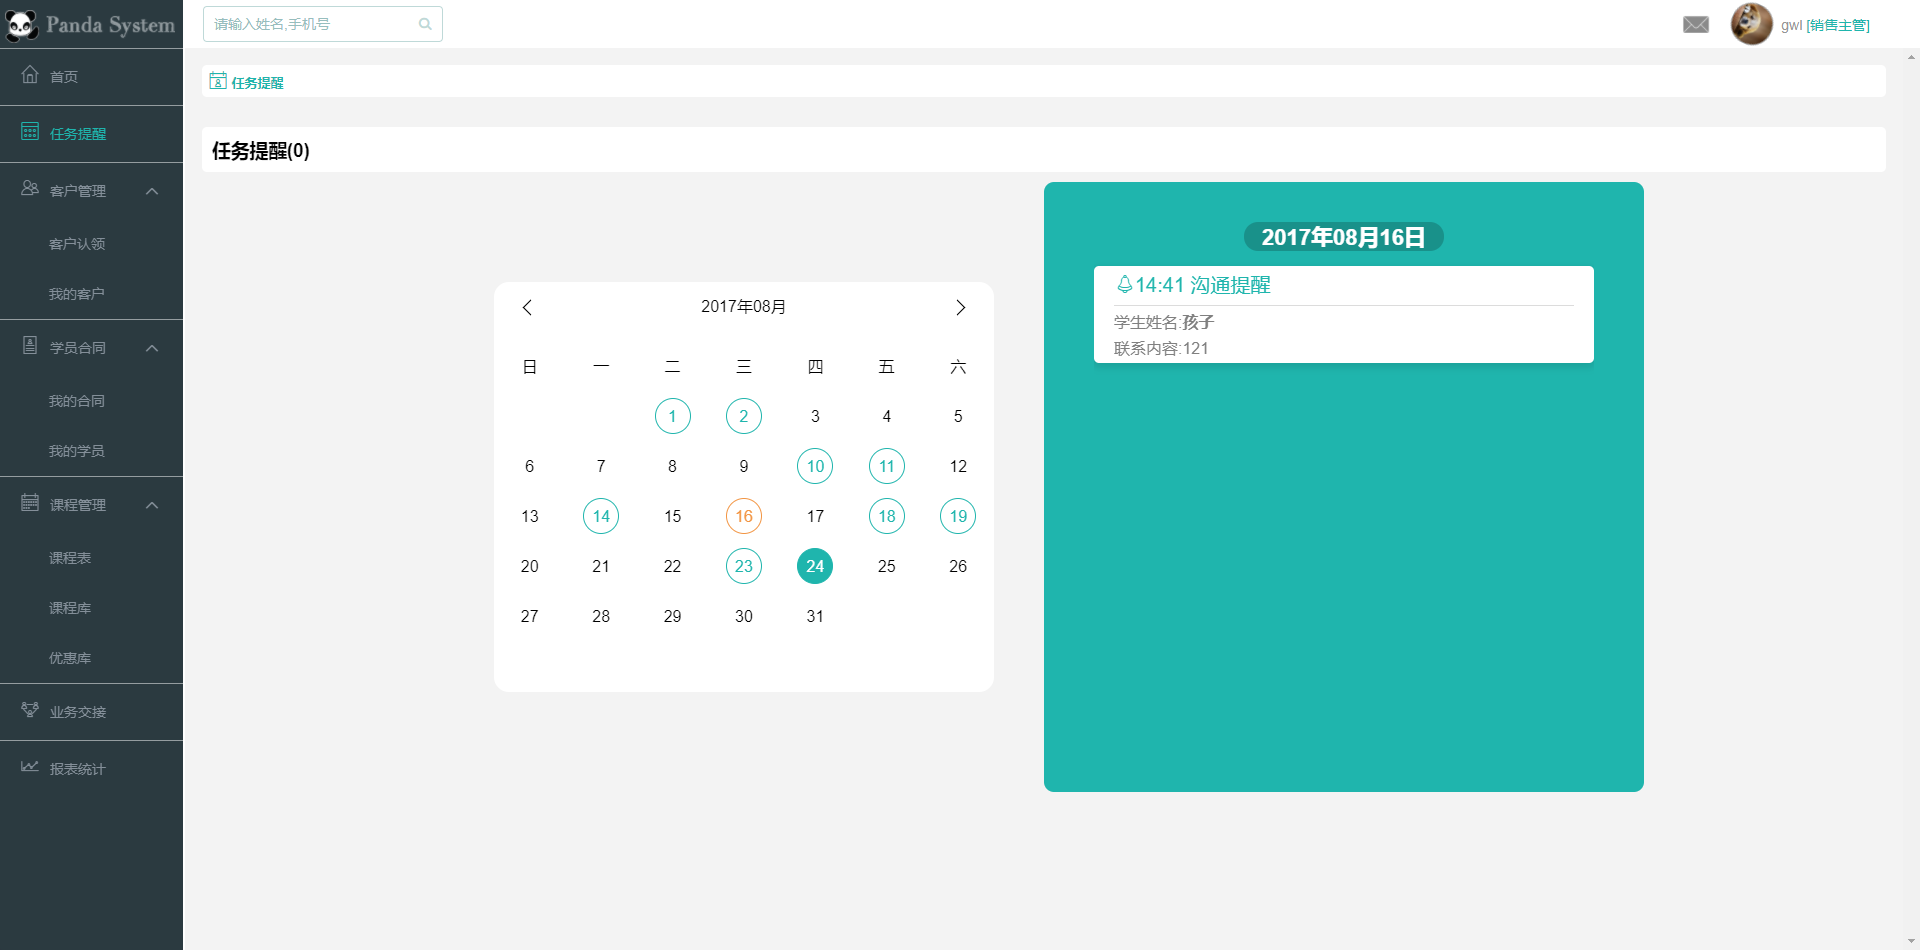 Panda System
请输入姓名,手机号
gwl [销售主管]
首页
任务提醒
客户管理
客户认领
我的客户
学员合同
我的合同
我的学员
课程管理
课程表
课程库
优惠库
业务交接
报表统计
任务提醒
任务提醒(0)
2017年08月
日 一 二 三 四 五 六
1 2 3 4 5
6 7 8 9 10 11 12
13 14 15 16 17 18 19
20 21 22 23 24 25 26
27 28 29 30 31
2017年08月16日
14:41 沟通提醒
学生姓名:孩子
联系内容:121